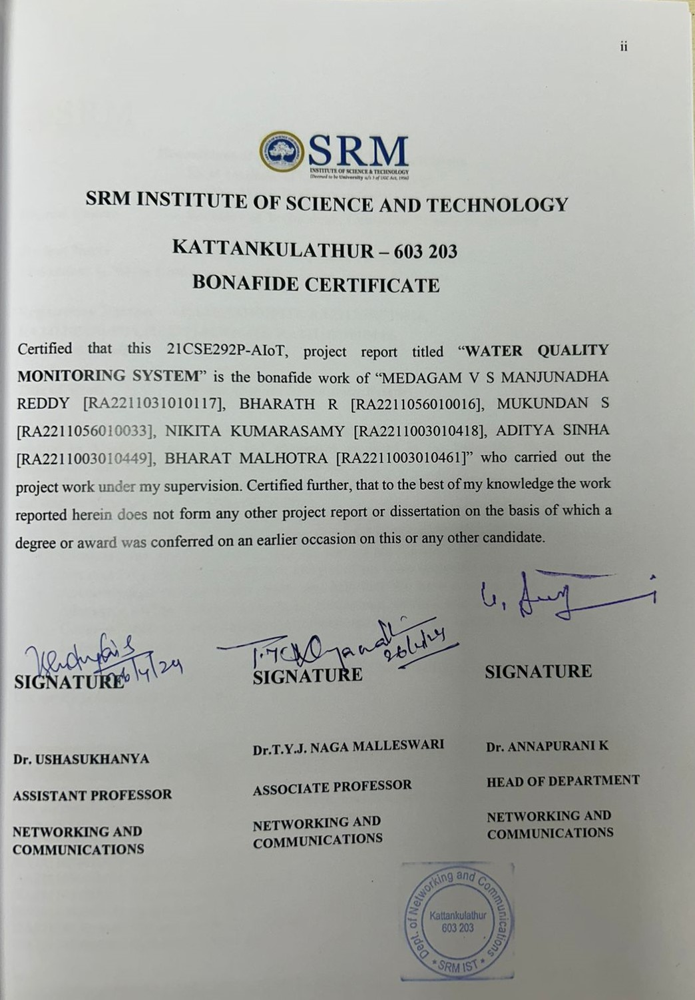 ii
SRM
INSTITUTE OF SCIENCE & TECHNOLOGY
(Deemed to be University u/s 3 of UGC Act, 1956)
SRM INSTITUTE OF SCIENCE AND TECHNOLOGY
KATTANKULATHUR – 603 203
BONAFIDE CERTIFICATE
Certified that this 21CSE292P-AIoT, project report titled “WATER QUALITY
MONITORING SYSTEM” is the bonafide work of “MEDAGAM V S MANJUNADHA
REDDY [RA2211031010117], BHARATH R [RA2211056010016], MUKUNDAN S
[RA2211056010033], NIKITA KUMARASAMY [RA2211003010418], ADITYA SINHA
[RA2211003010449], BHARAT MALHOTRA [RA2211003010461]” who carried out the
project work under my supervision. Certified further, that to the best of my knowledge the work
reported herein does not form any other project report or dissertation on the basis of which a
degree or award was conferred on an earlier occasion on this or any other candidate.
26/4/24
SIGNATURE SIGNATURE SIGNATURE
Dr. USHASUKHANYA Dr.T.Y.J. NAGA MALLESWARI Dr. ANNAPURANI K
ASSISTANT PROFESSOR ASSOCIATE PROFESSOR HEAD OF DEPARTMENT
NETWORKING AND NETWORKING AND NETWORKING AND
COMMUNICATIONS COMMUNICATIONS COMMUNICATIONS
Dept. of Networking and Communications
Kattankulathur
603 203
* SRM IST *